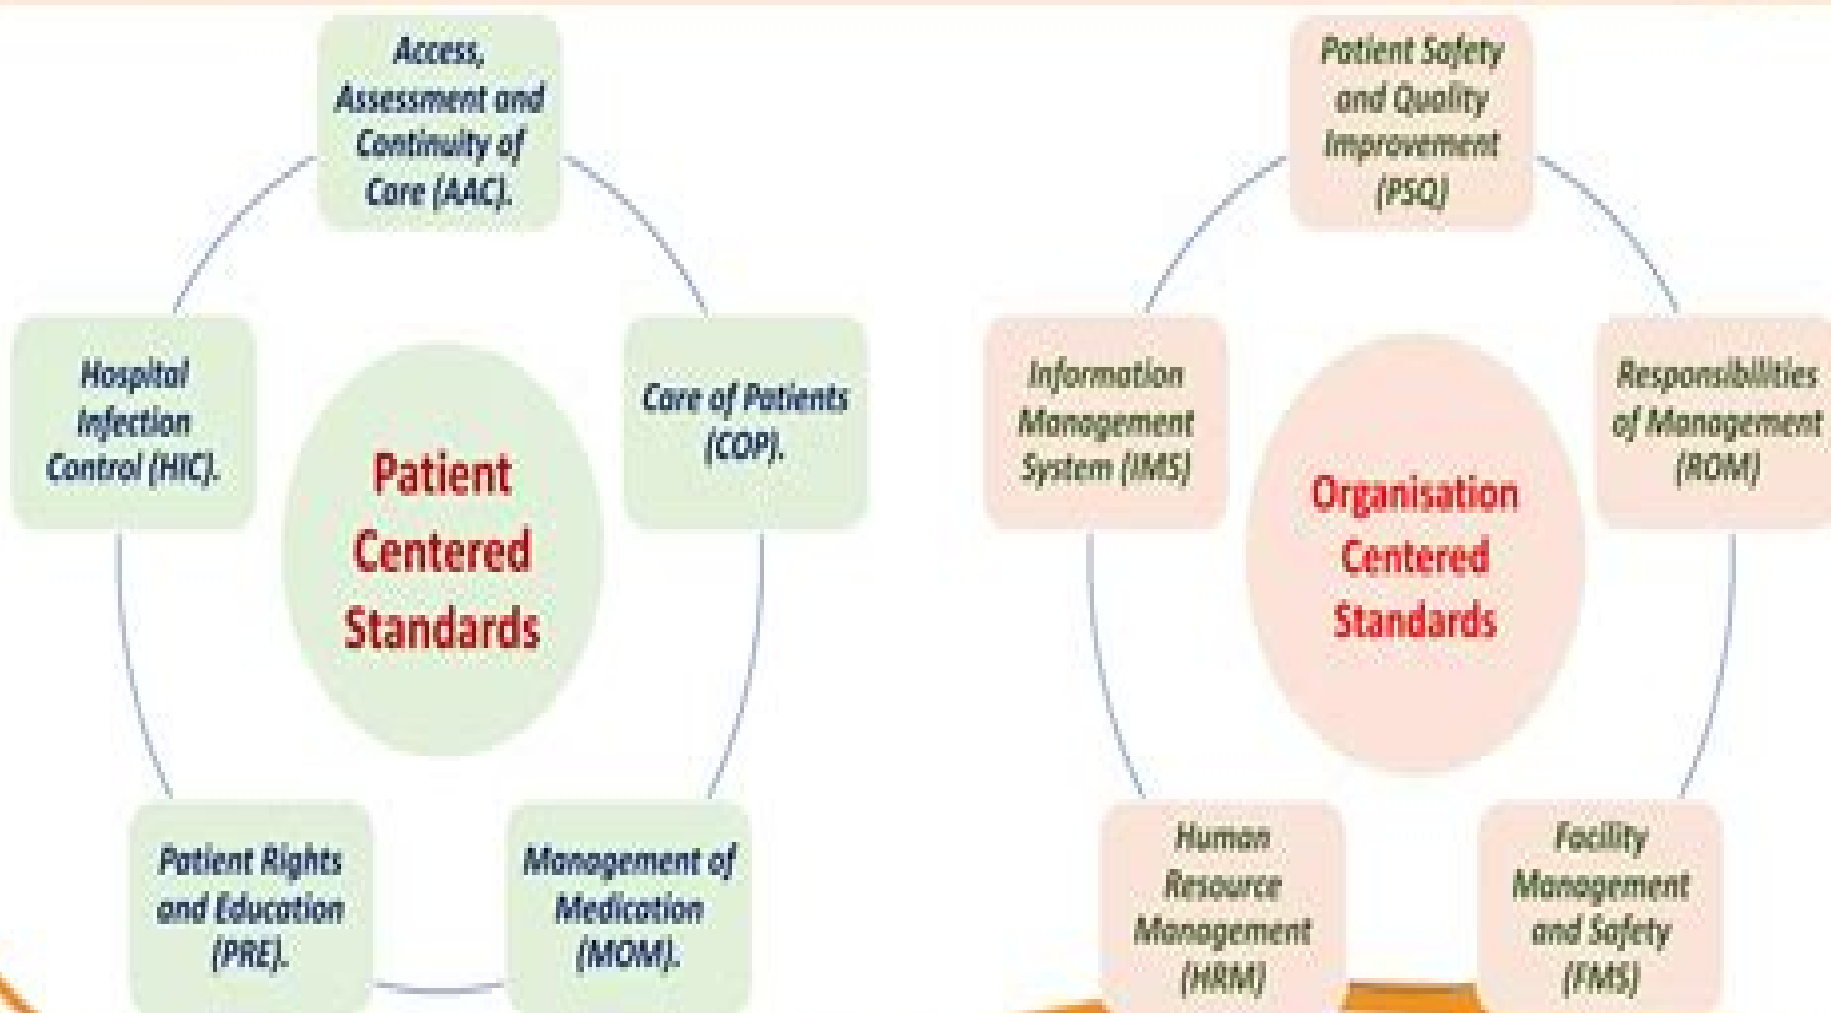 Access,
Assessment and
Continuity of
Care (AAC).
Hospital
Infection
Control (HIC).
Patient
Centered
Standards
Care of Patients
(COP).
Patient Rights
and Education
(PRE).
Management of
Medication
(MOM).
Patient Safety
and Quality
Improvement
(PSQ)
Information
Management
System (IMS)
Organisation
Centered
Standards
Responsibilities
of Management
(ROM)
Human
Resource
Management
(HRM)
Facility
Management
and Safety
(FMS)